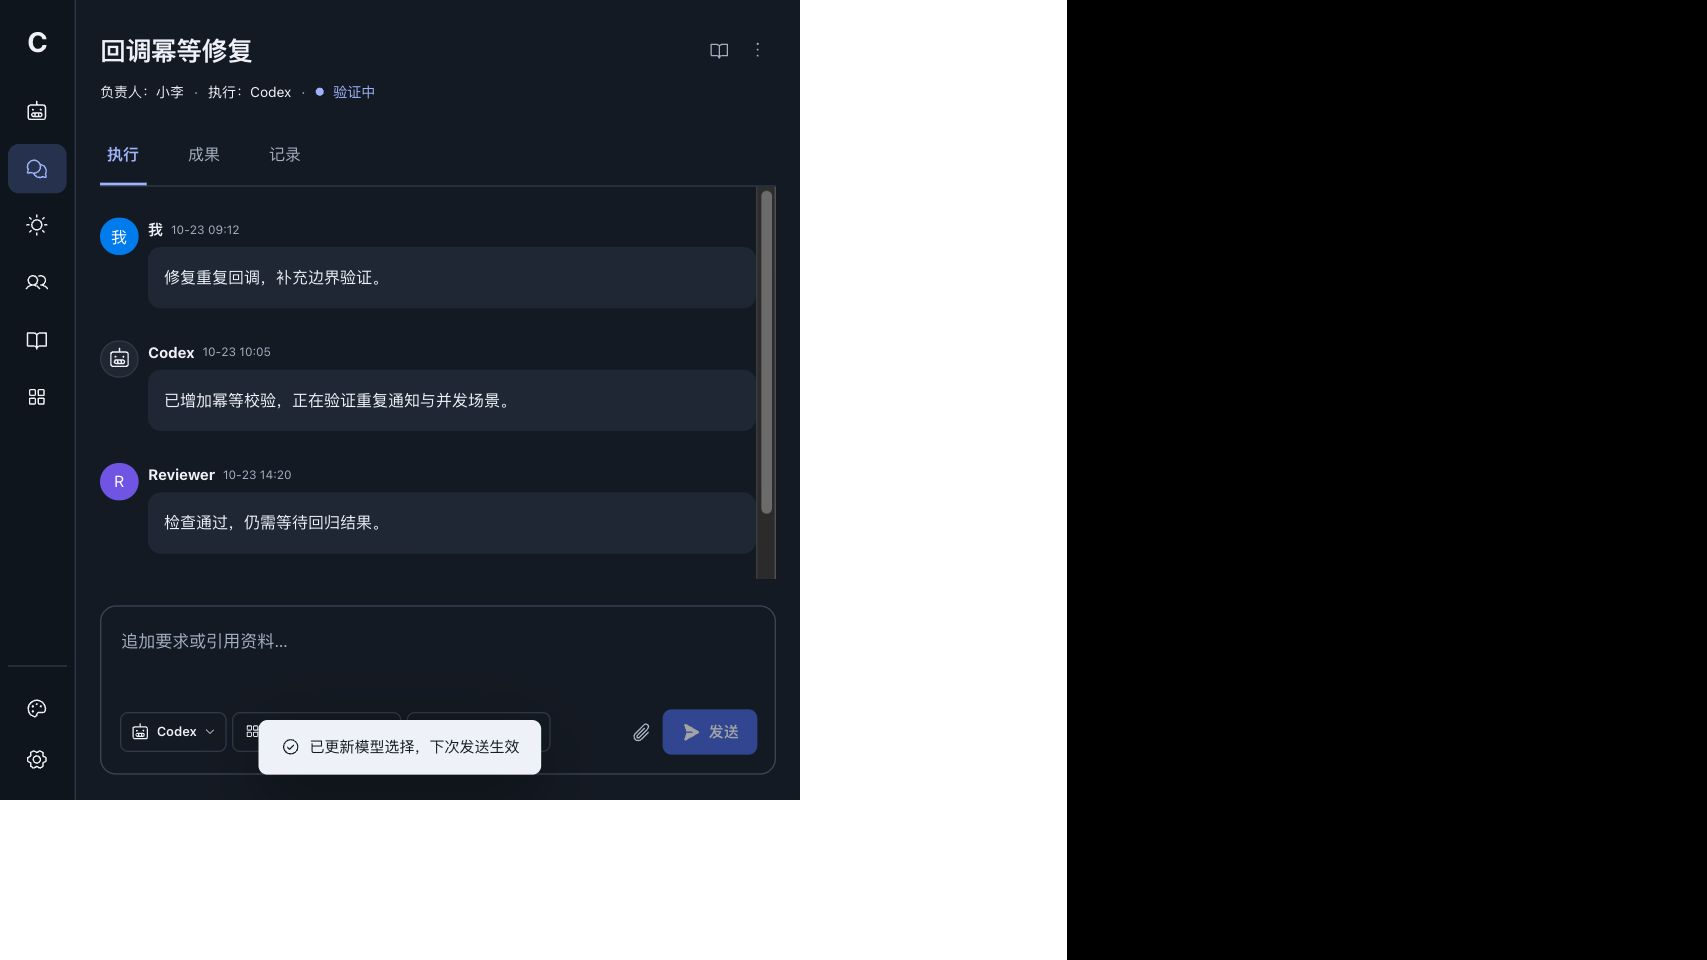 C
回调幂等修复
负责人：小李 · 执行：Codex · 验证中
执行 成果 记录
我 我 10-23 09:12
修复重复回调，补充边界验证。
Codex 10-23 10:05
已增加幂等校验，正在验证重复通知与并发场景。
R Reviewer 10-23 14:20
检查通过，仍需等待回归结果。
追加要求或引用资料...
Codex 发送
已更新模型选择，下次发送生效